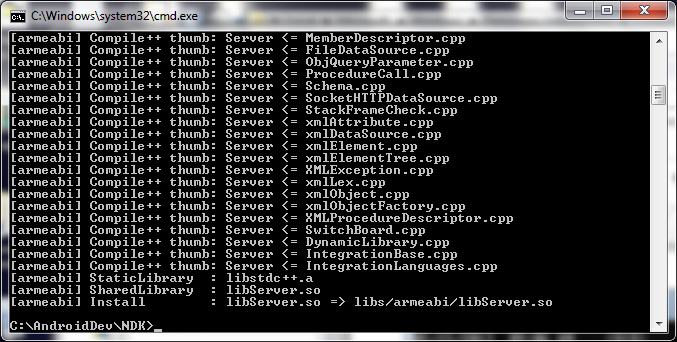 C:\Windows\system32\cmd.exe
[armeabi] Compile++ thumb: Server <= MemberDescriptor.cpp
[armeabi] Compile++ thumb: Server <= FileDataSource.cpp
[armeabi] Compile++ thumb: Server <= ObjQueryParameter.cpp
[armeabi] Compile++ thumb: Server <= ProcedureCall.cpp
[armeabi] Compile++ thumb: Server <= Schema.cpp
[armeabi] Compile++ thumb: Server <= SocketHTTPDataSource.cpp
[armeabi] Compile++ thumb: Server <= StackFrameCheck.cpp
[armeabi] Compile++ thumb: Server <= xmlAttribute.cpp
[armeabi] Compile++ thumb: Server <= xmlDataSource.cpp
[armeabi] Compile++ thumb: Server <= xmlElement.cpp
[armeabi] Compile++ thumb: Server <= xmlElementTree.cpp
[armeabi] Compile++ thumb: Server <= XMLException.cpp
[armeabi] Compile++ thumb: Server <= xmlLex.cpp
[armeabi] Compile++ thumb: Server <= xmlObject.cpp
[armeabi] Compile++ thumb: Server <= xmlObjectFactory.cpp
[armeabi] Compile++ thumb: Server <= XMLProcedureDescriptor.cpp
[armeabi] Compile++ thumb: Server <= SwitchBoard.cpp
[armeabi] Compile++ thumb: Server <= DynamicLibrary.cpp
[armeabi] Compile++ thumb: Server <= IntegrationBase.cpp
[armeabi] Compile++ thumb: Server <= IntegrationLanguages.cpp
[armeabi] StaticLibrary  : libstdc++.a
[armeabi] SharedLibrary  : libServer.so
[armeabi] Install        : libServer.so => libs/armeabi/libServer.so
C:\AndroidDev\NDK>_